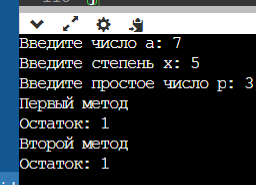 Введите число a: 7
Введите степень x: 5
Введите простое число p: 3
Первый метод
Остаток: 1
Второй метод
Остаток: 1